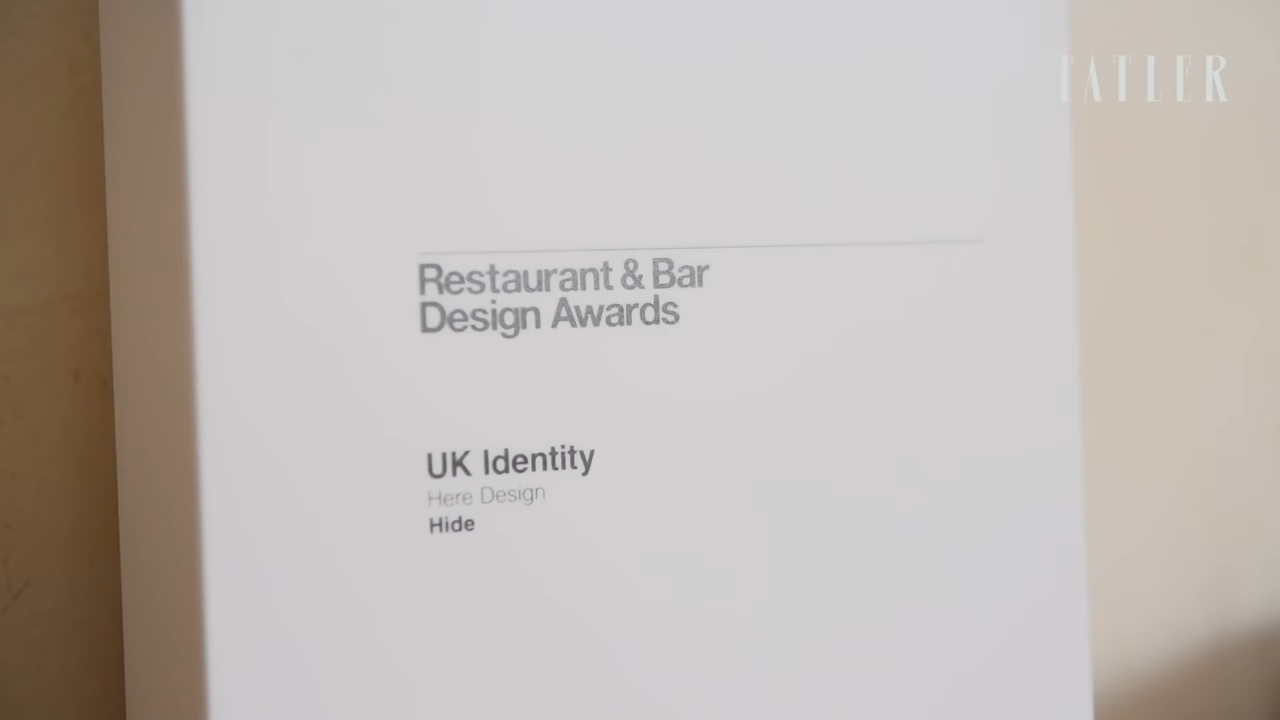 TATLER
Restaurant & Bar
Design Awards
UK Identity
Here Design
Hide